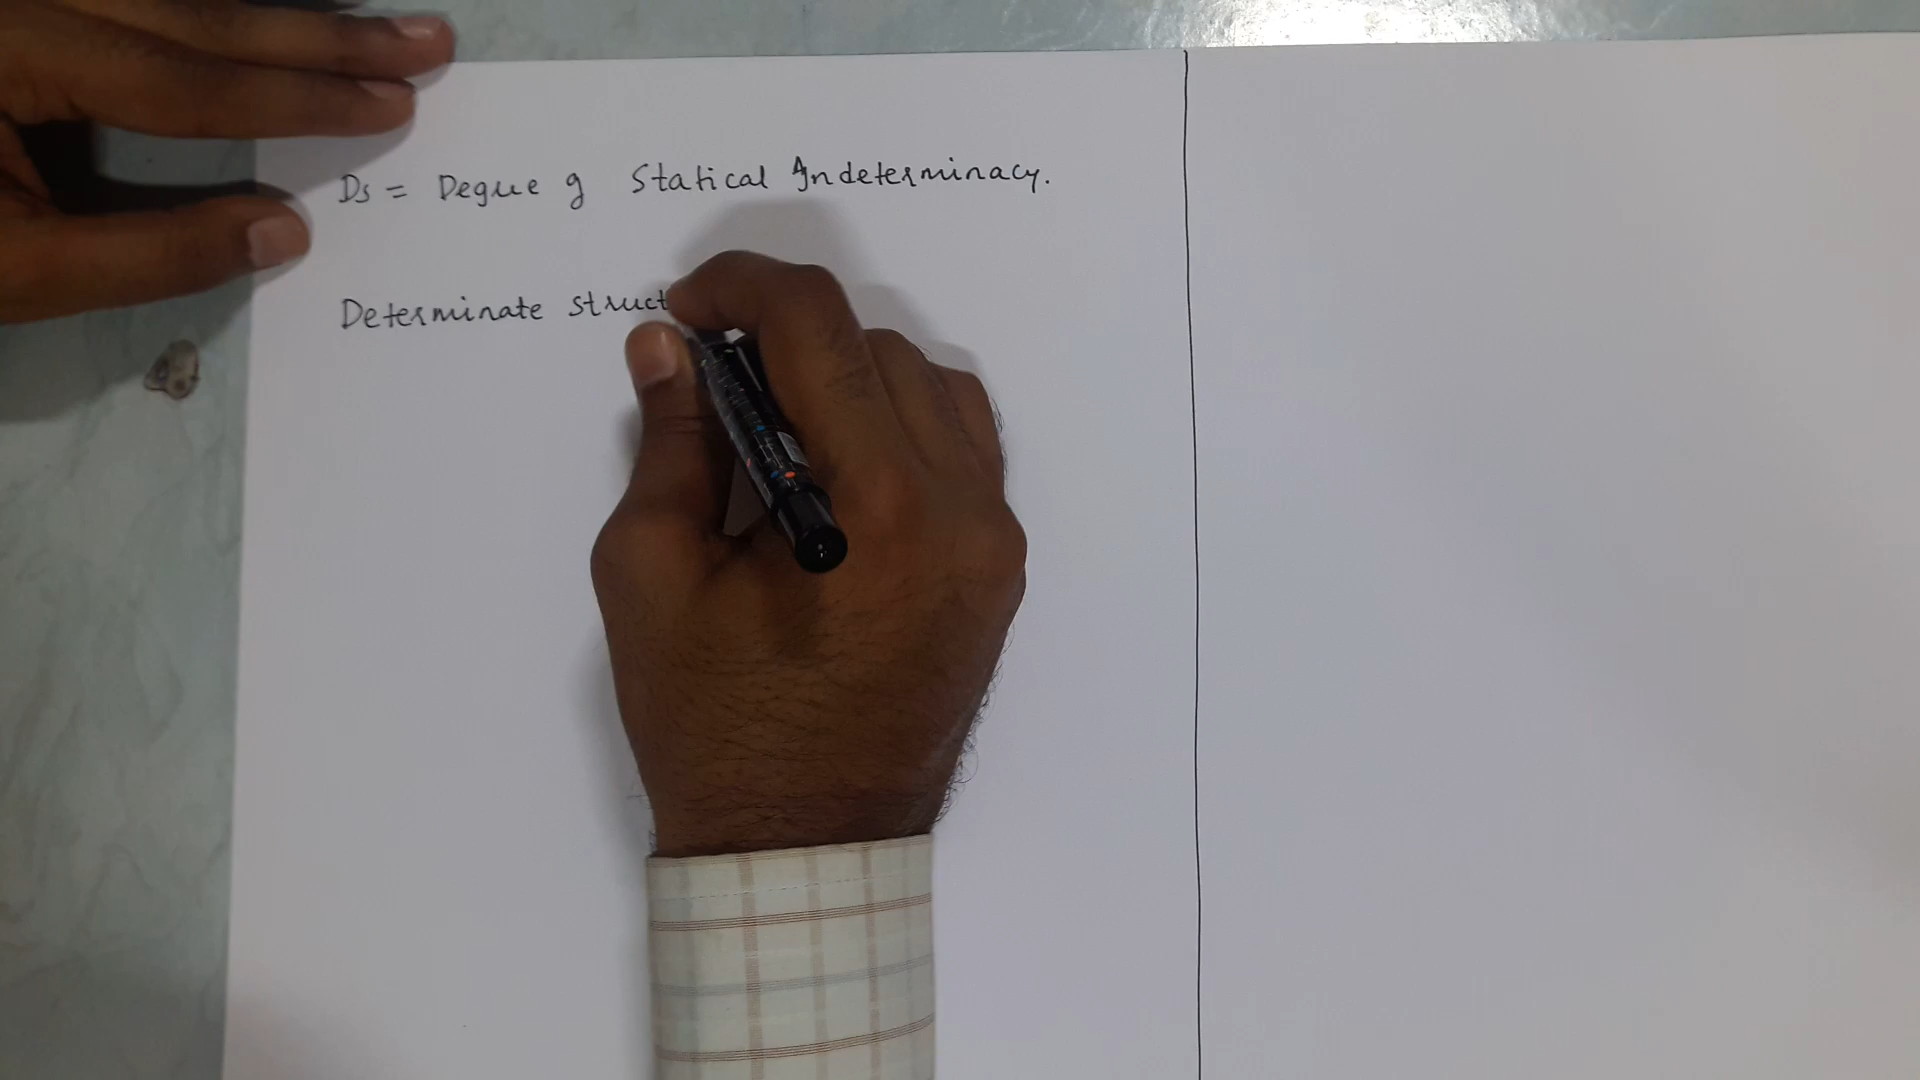 Ds = Degree of Statical Indeterminacy.
Determinate struct